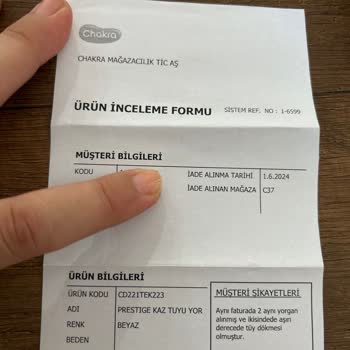 Chakra
CHAKRA MAĞAZACILIK TİC AŞ
ÜRÜN İNCELEME FORMU SİSTEM REF. NO : 1-6599
MÜŞTERİ BİLGİLERİ
KODU İADE ALINMA TARİHİ 1.6.2024
İADE ALINAN MAĞAZA C37
ÜRÜN BİLGİLERİ
ÜRÜN KODU CD221TEK223 MÜŞTERİ ŞİKAYETLERİ
ADI PRESTIGE KAZ TUYU YOR Aynı faturada 2 aynı yorgan
RENK BEYAZ alınmış ve ikisindede aşırı
BEDEN derecede tüy dökmesi
olmuştur.